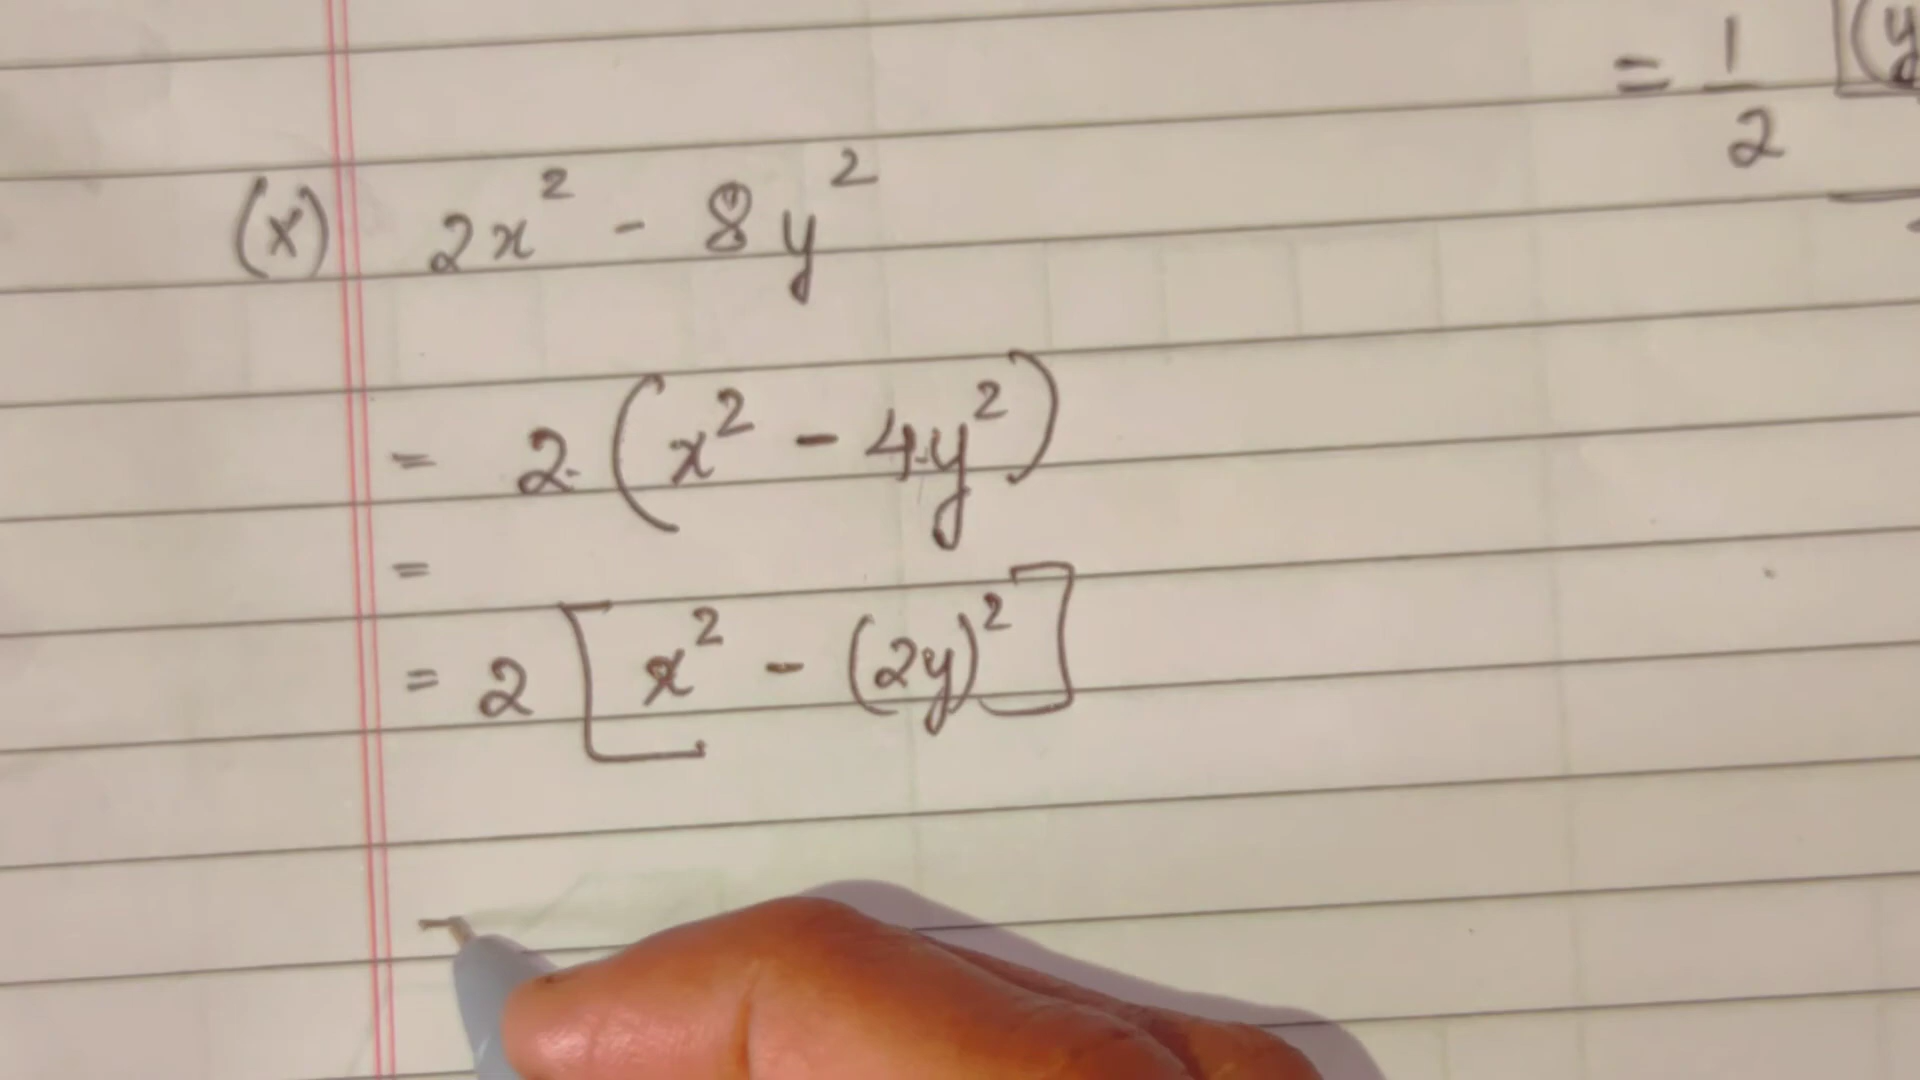 (x) 2x² - 8y²
= 2 (x² - 4y²)
=
= 2 [x² - (2y)²]
= 1/2 [(y